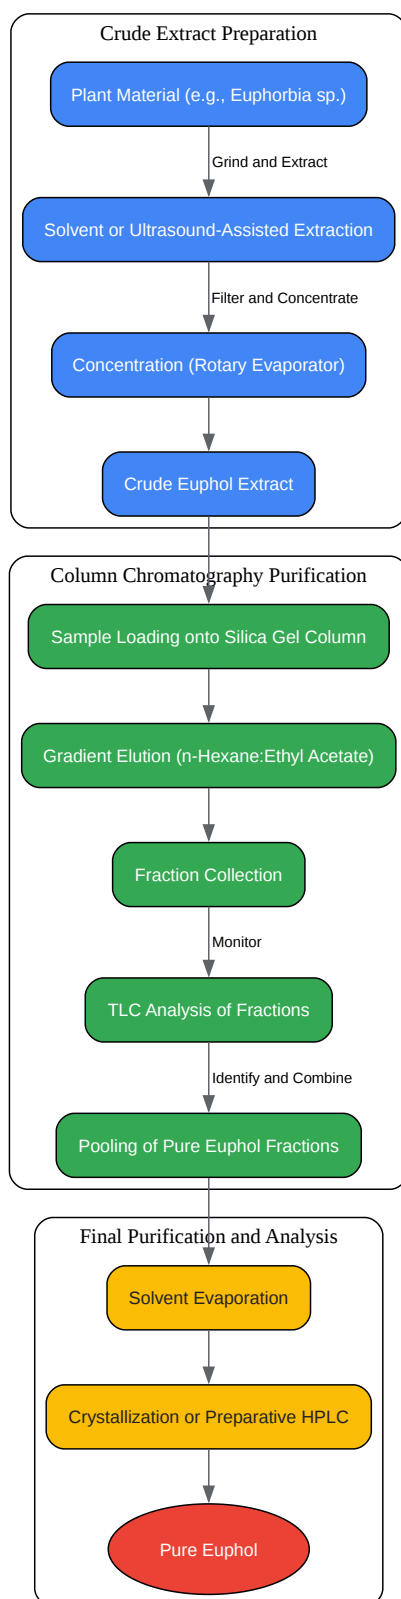 Crude Extract Preparation
Plant Material (e.g., Euphorbia sp.)
Grind and Extract
Solvent or Ultrasound-Assisted Extraction
Filter and Concentrate
Concentration (Rotary Evaporator)
Crude Euphol Extract
Column Chromatography Purification
Sample Loading onto Silica Gel Column
Gradient Elution (n-Hexane:Ethyl Acetate)
Fraction Collection
Monitor
TLC Analysis of Fractions
Identify and Combine
Pooling of Pure Euphol Fractions
Final Purification and Analysis
Solvent Evaporation
Crystallization or Preparative HPLC
Pure Euphol